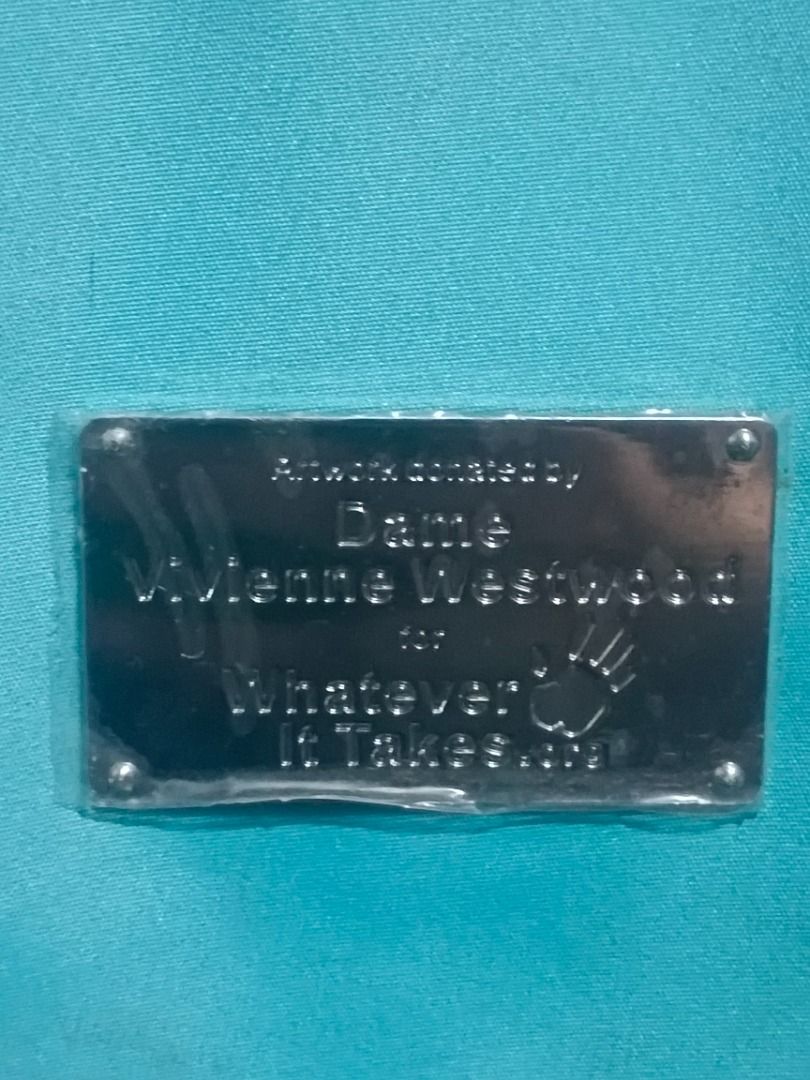 Artwork donated by
Dame
Vivienne Westwood
for
Whatever
It Takes.org